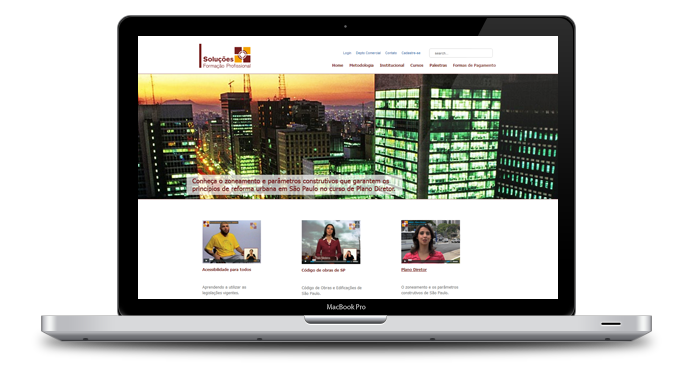 Soluções
Formação Profissional
Login Depto Comercial Contato Cadastre-se
search...
Home Metodologia Institucional Cursos Palestras Formas de Pagamento
Conheça o zoneamento e parâmetros construtivos que garantem os
princípios de reforma urbana em São Paulo no curso de Plano Diretor.
Acessibilidade para todos
Aprendendo a utilizar as
legislações vigentes.
Código de obras de SP
Código de Obras e Edificações de
São Paulo.
Plano Diretor
O zoneamento e os parâmetros
construtivos de São Paulo.
MacBook Pro